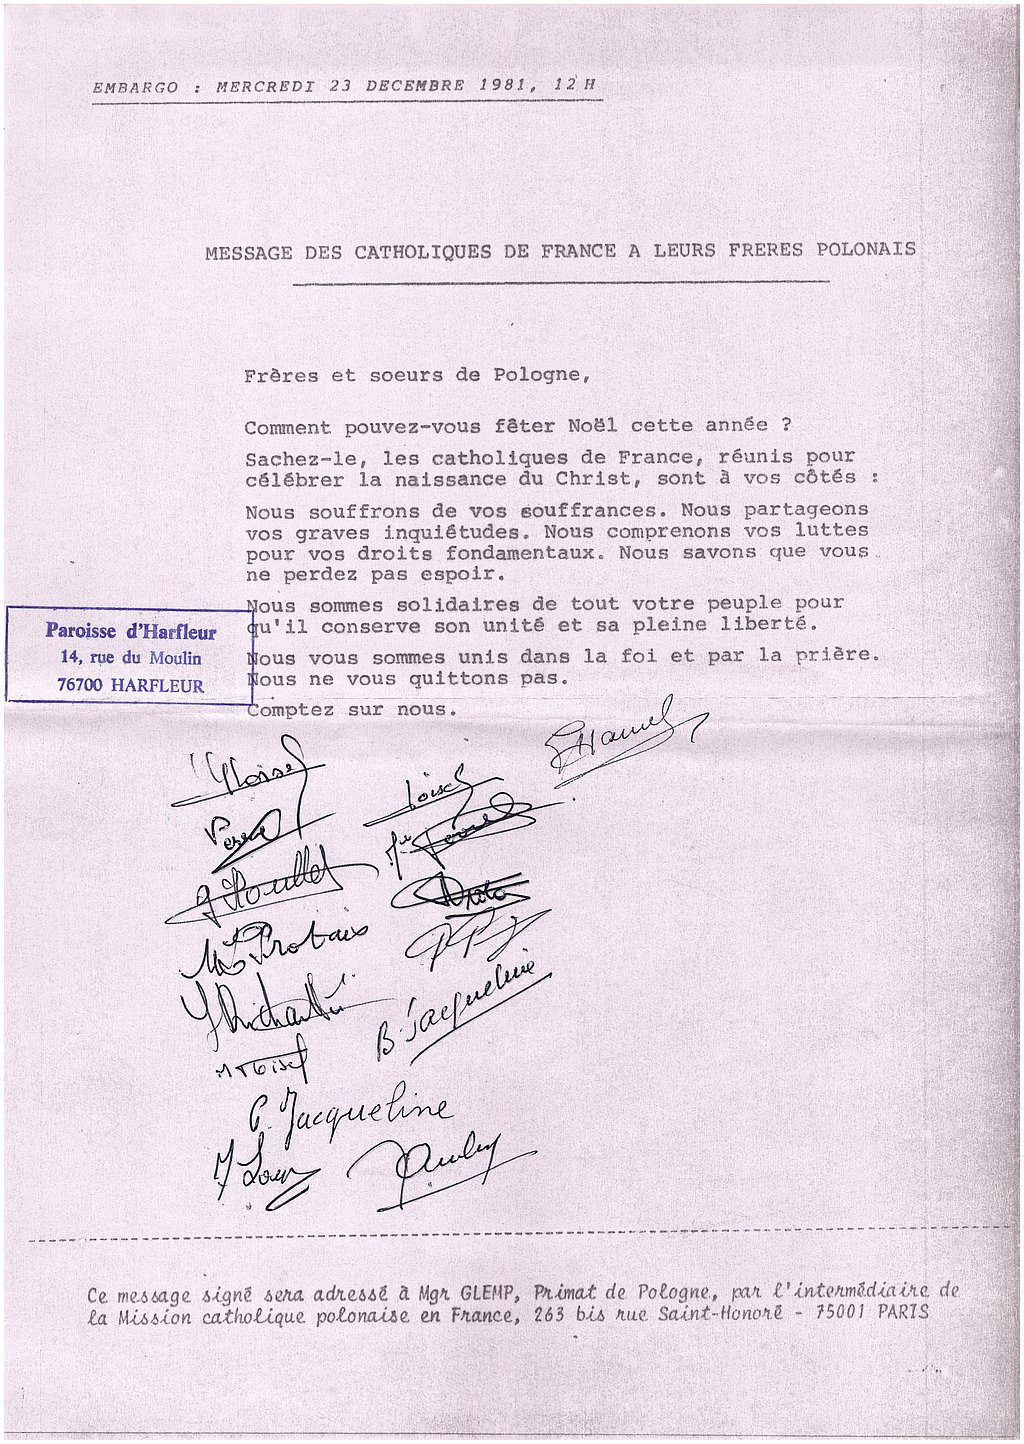 EMBARGO : MERCREDI 23 DECEMBRE 1981, 12 H
MESSAGE DES CATHOLIQUES DE FRANCE A LEURS FRERES POLONAIS
Frères et soeurs de Pologne,
Comment pouvez-vous fêter Noël cette année ?
Sachez-le, les catholiques de France, réunis pour
célébrer la naissance du Christ, sont à vos côtés :
Nous souffrons de vos souffrances. Nous partageons
vos graves inquiétudes. Nous comprenons vos luttes
pour vos droits fondamentaux. Nous savons que vous
ne perdez pas espoir.
Nous sommes solidaires de tout votre peuple pour
qu'il conserve son unité et sa pleine liberté.
Nous vous sommes unis dans la foi et par la prière.
Nous ne vous quittons pas.
Comptez sur nous.
Paroisse d'Harfleur
14, rue du Moulin
76700 HARFLEUR
B. Jacqueline
C. Jacqueline
Ce message signé sera adressé à Mgr GLEMP, Primat de Pologne, par l'intermédiaire de
la Mission catholique polonaise en France, 263 bis rue Saint-Honoré - 75001 PARIS